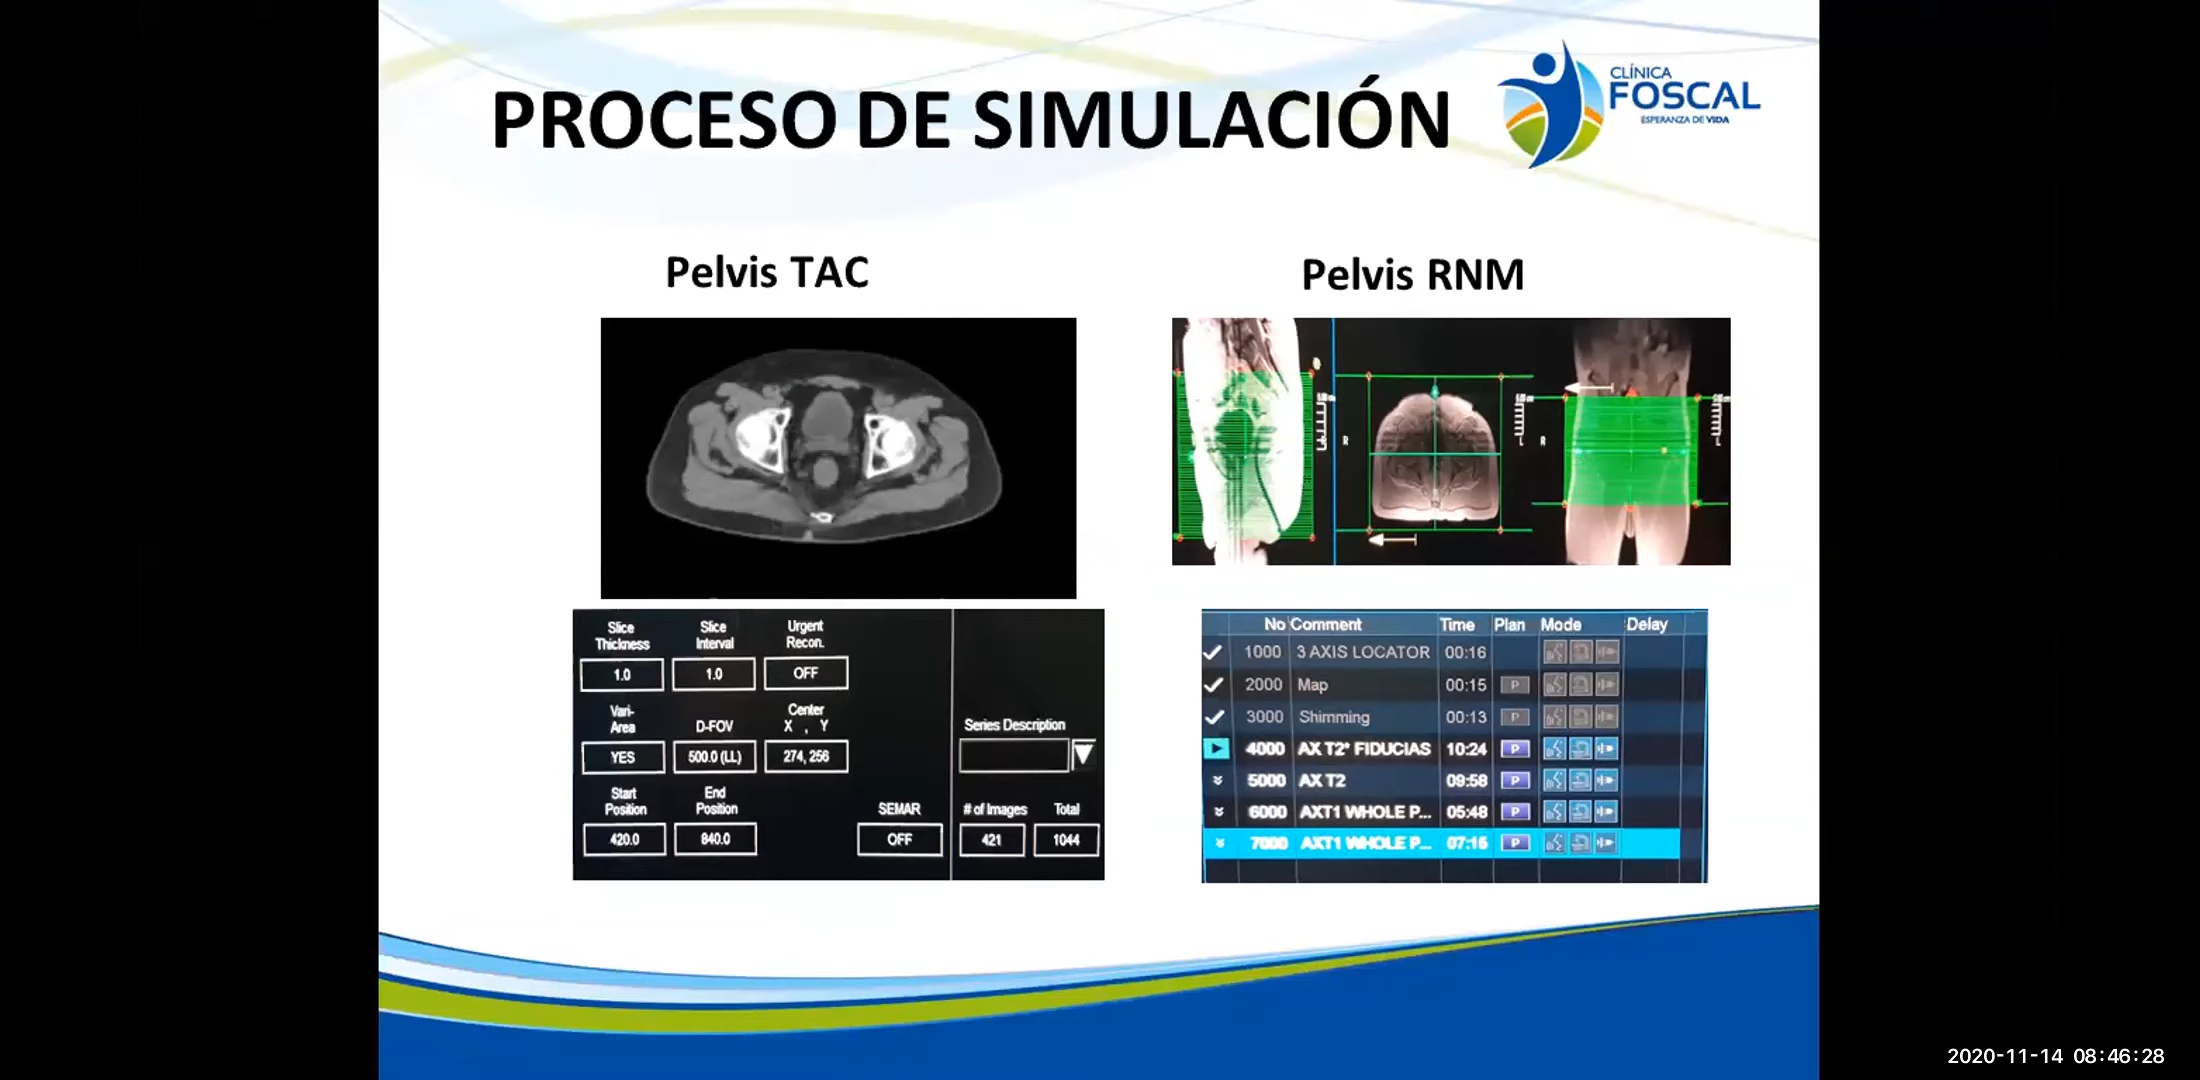 PROCESO DE SIMULACIÓN
CLÍNICA
FOSCAL
ESPERANZA DE VIDA
Pelvis TAC
Pelvis RNM
R
L
R
L
Slice Thickness
Slice Interval
Urgent Recon.
1.0
1.0
OFF
Vari-Area
D-FOV
Center X , Y
YES
500.0 (LL)
274, 256
Series Description
Start Position
End Position
SEMAR
# of Images
Total
420.0
840.0
OFF
421
1044
No Comment Time Plan Mode Delay
1000 3 AXIS LOCATOR 00:16
2000 Map 00:15 P
3000 Shimming 00:13 P
4000 AX T2* FIDUCIAS 10:24 P
5000 AX T2 09:58 P
6000 AXT1 WHOLE P... 05:48 P
7000 AXT1 WHOLE P... 07:15 P
2020-11-14 08:46:28